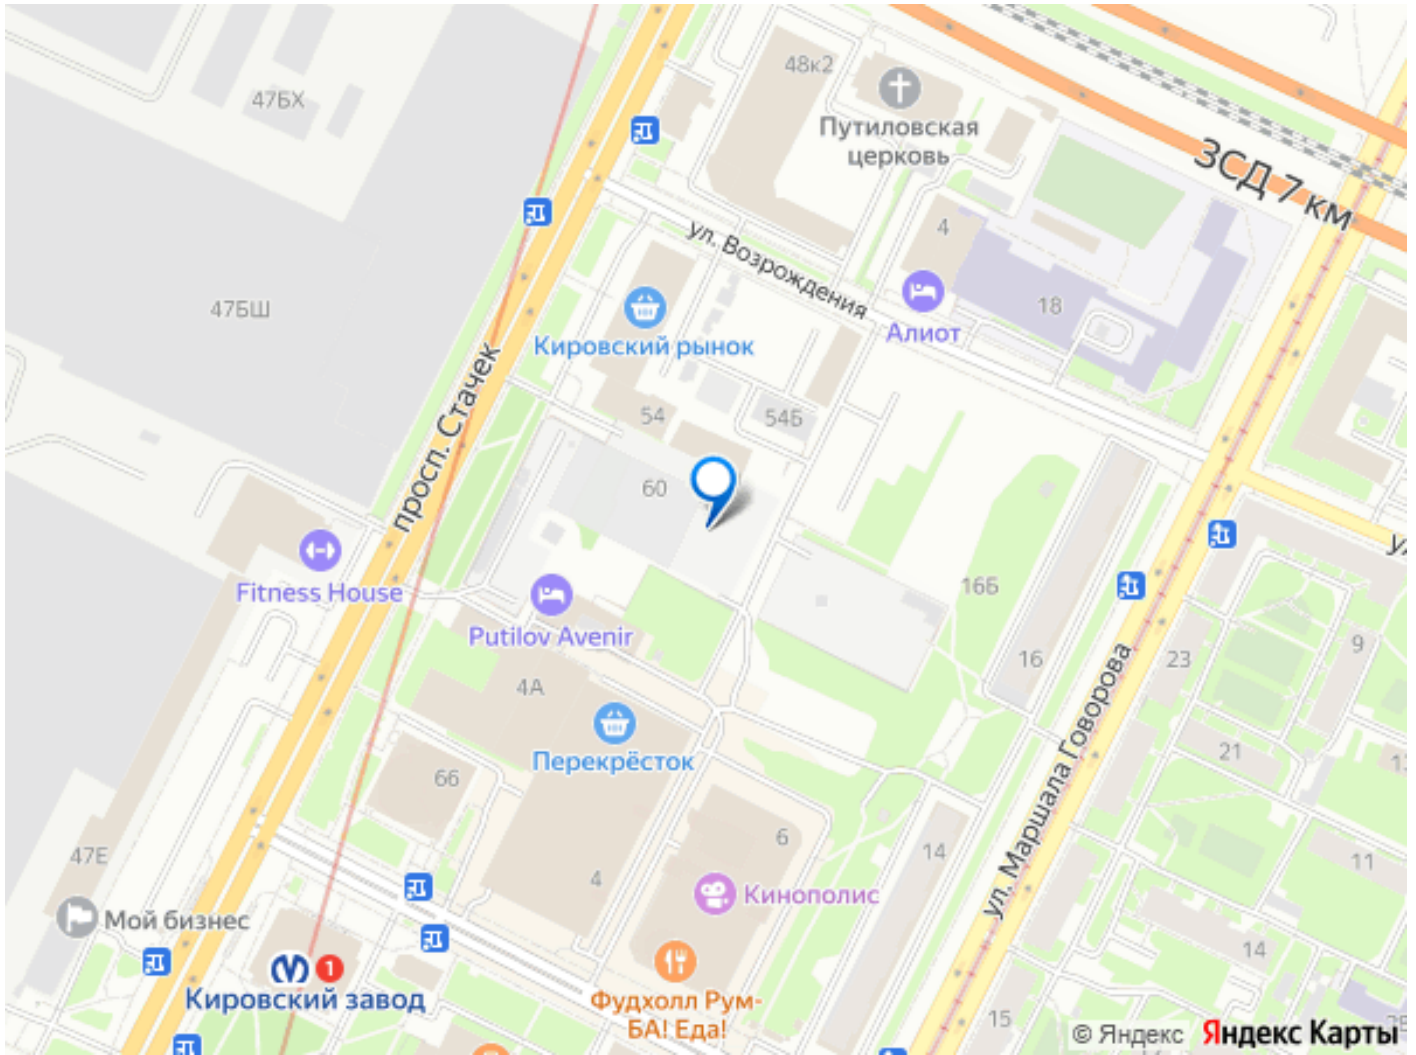 48к2
47БХ
Путиловская
церковь
ЗСД 7 км
4
ул. Возрождения
18
47БШ
Алиот
Кировский рынок
просп. Стачек
54
54Б
60
Fitness House
Putilov Avenir
16Б
16
23
9
4А
ул. Маршала Говорова
21
Перекрёсток
66
6
14
11
47Е
4
Кинополис
Мой бизнес
14
1
Кировский завод
Фудхолл Рум-
БА! Еда!
15
© Яндекс Яндекс Карты